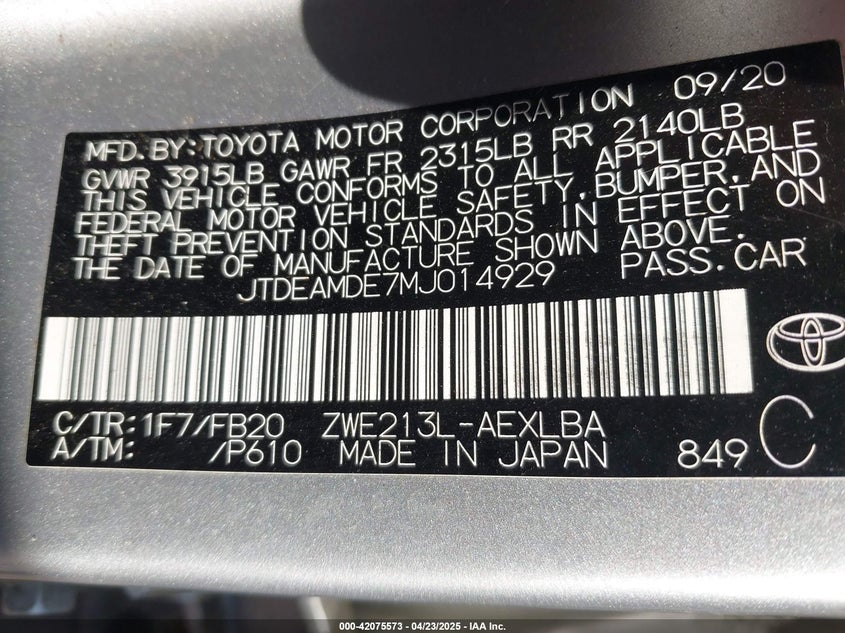 MFD.BY:TOYOTA MOTOR CORPORATION 09/20
GVWR 3915LB GAWR FR 2315LB RR 2140LB
THIS VEHICLE CONFORMS TO ALL APPLICABLE
FEDERAL MOTOR VEHICLE SAFETY,BUMPER,AND
THEFT PREVENTION STANDARDS IN EFFECT ON
THE DATE OF MANUFACTURE SHOWN ABOVE.
JTDEAMDE7MJ014929 PASS.CAR
C/TR:1F7/FB20 ZWE213L-AEXLBA
A/TM: /P610 MADE IN JAPAN 849 C
000-42075573 - 04/23/2025 - IAA Inc.